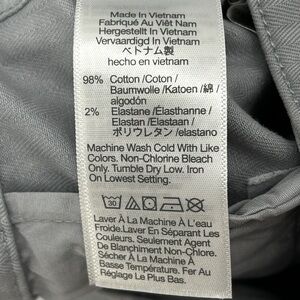 Made In Vietnam
Fabriqué Au Viêt Nam
Hergestellt In Vietnam
Vervaardigd In Vietnam
ベトナム製
hecho en vietnam
98% Cotton /Coton /
Baumwolle /Katoen /綿 /
algodón
2% Elastane /Élasthanne /
Elastan /Elastaan /
ポリウレタン /elastano
Machine Wash Cold With Like
Colors. Non-Chlorine Bleach
Only. Tumble Dry Low. Iron
On Lowest Setting.
30
Laver À La Machine À L'eau
Froide.Laver En Séparant Les
Couleurs. Seulement Agent
De Blanchiment Non-Chlore.
Sécher À La Machine À
Basse Température. Fer Au
Réglage Le Plus Bas.